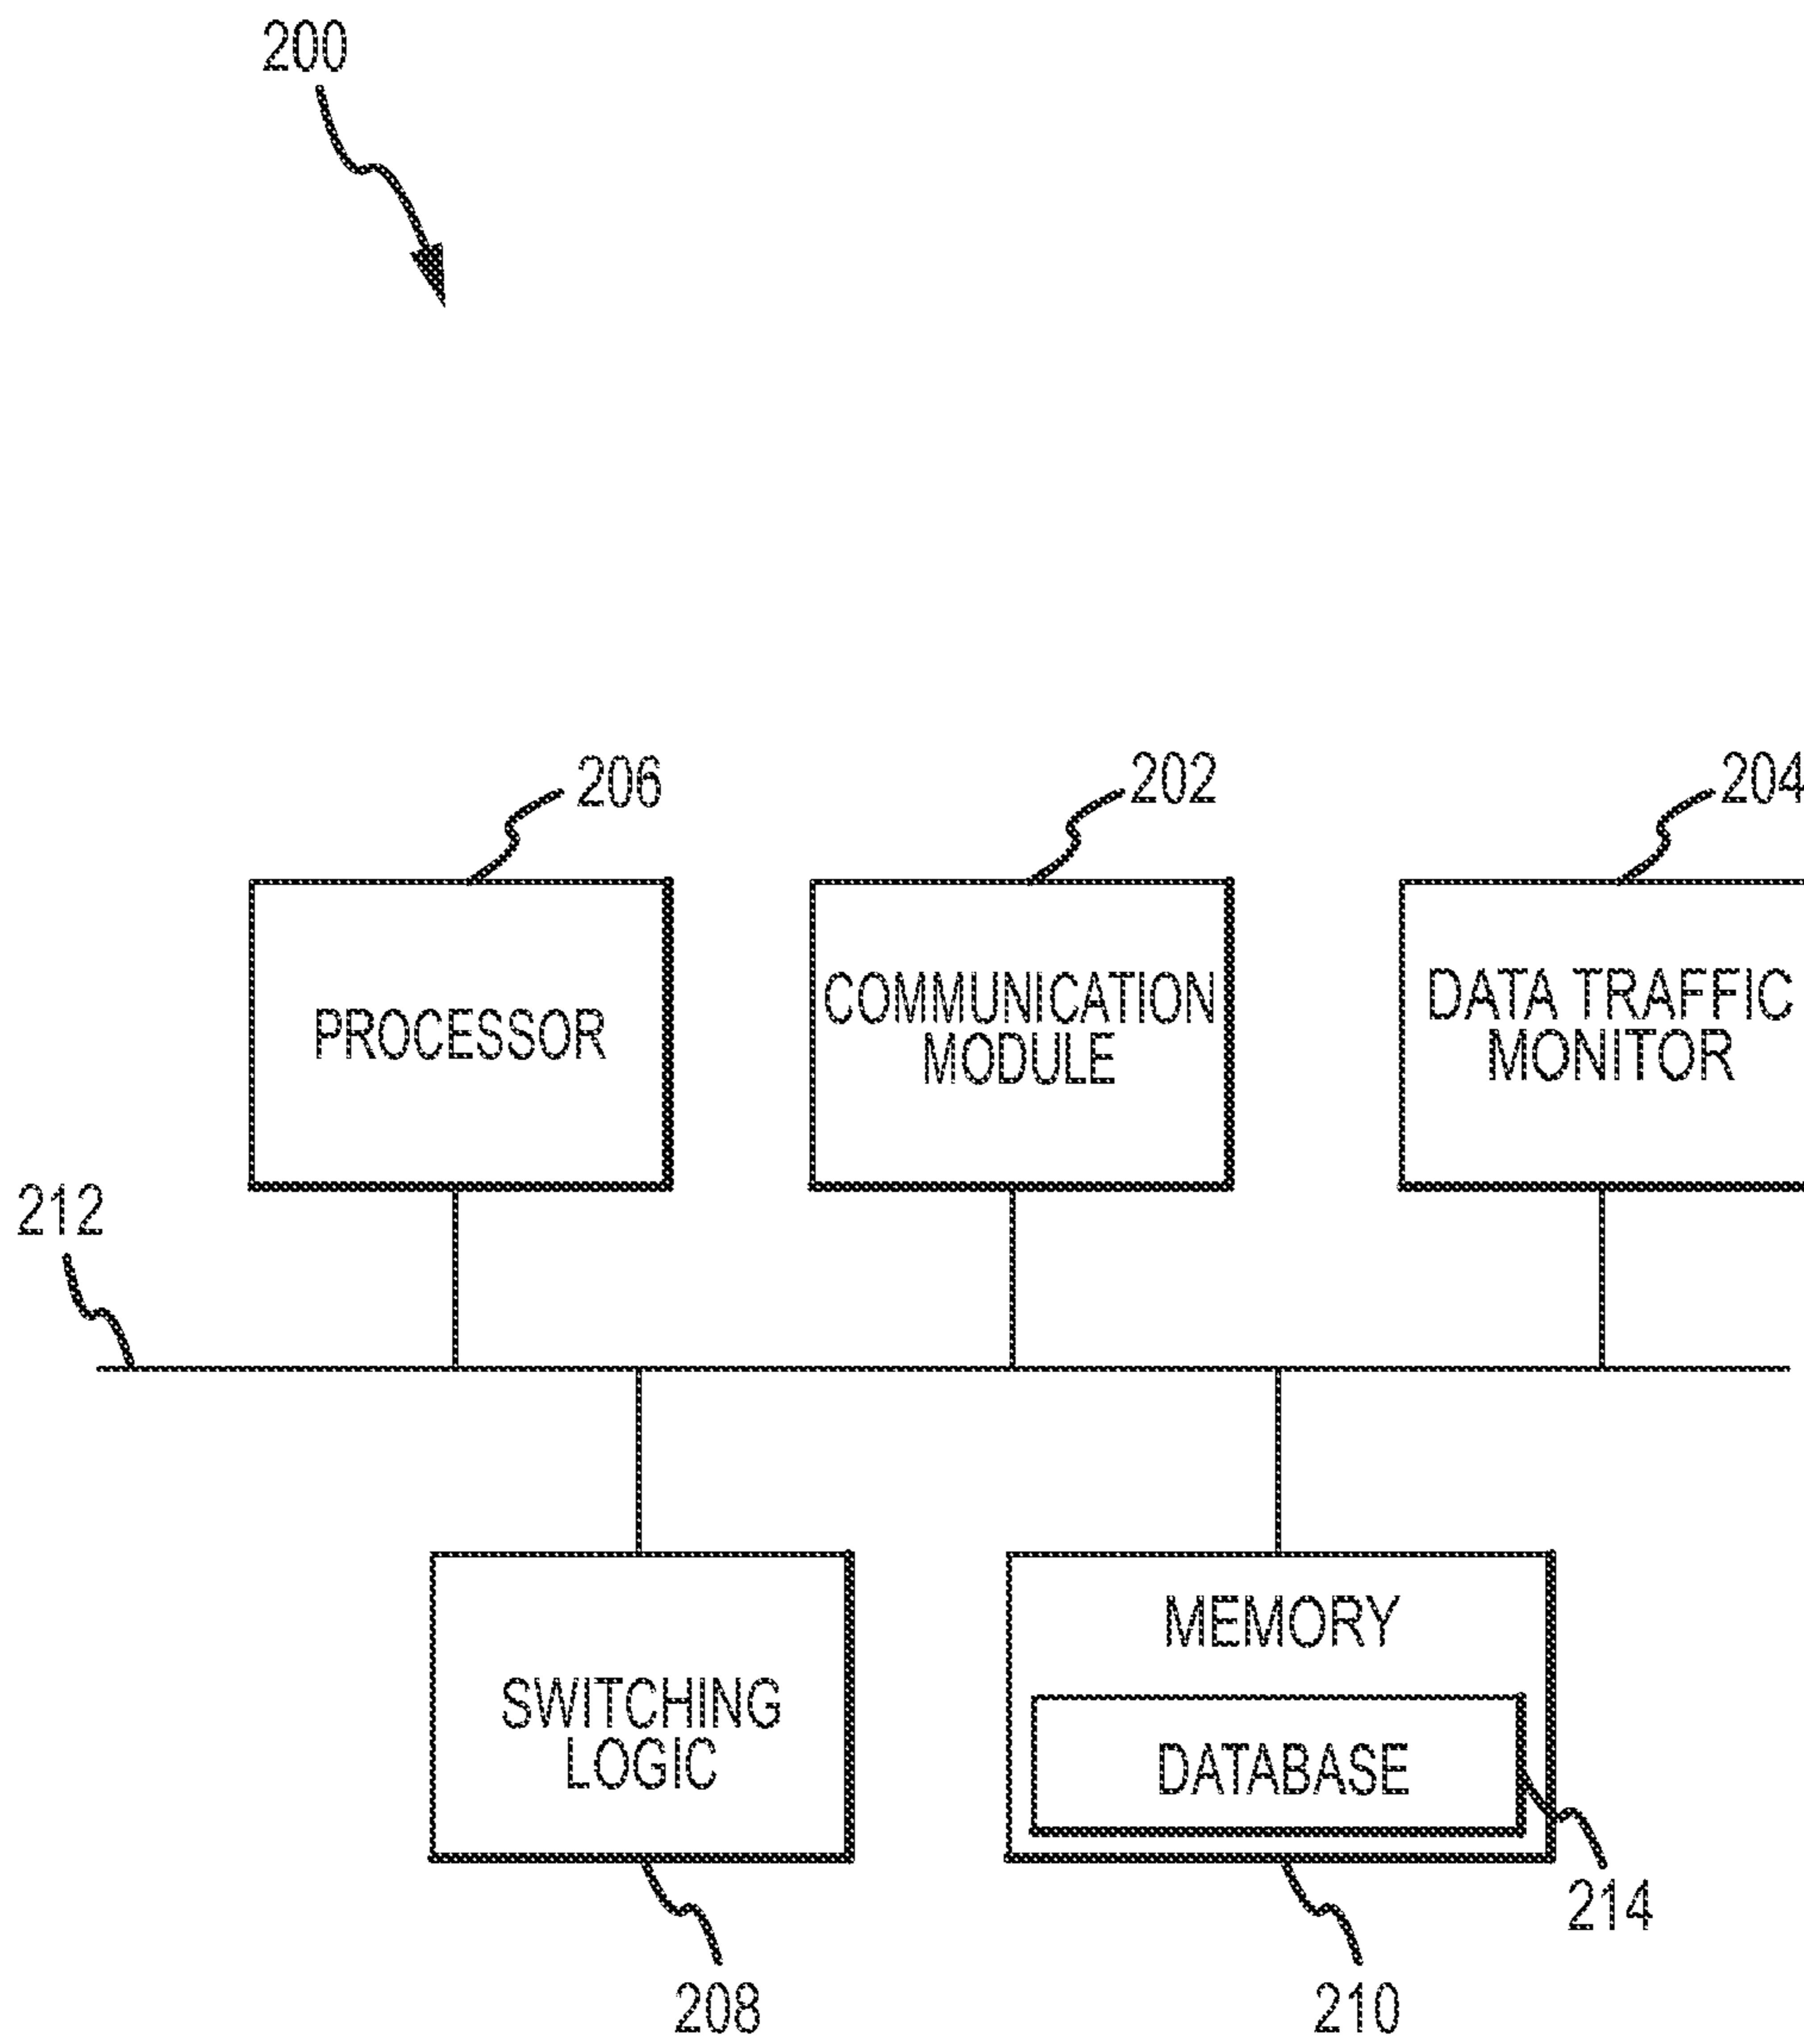 200
206
202
204
PROCESSOR
COMMUNICATION
MODULE
DATA TRAFFIC
MONITOR
212
SWITCHING
LOGIC
MEMORY
DATABASE
214
208
210